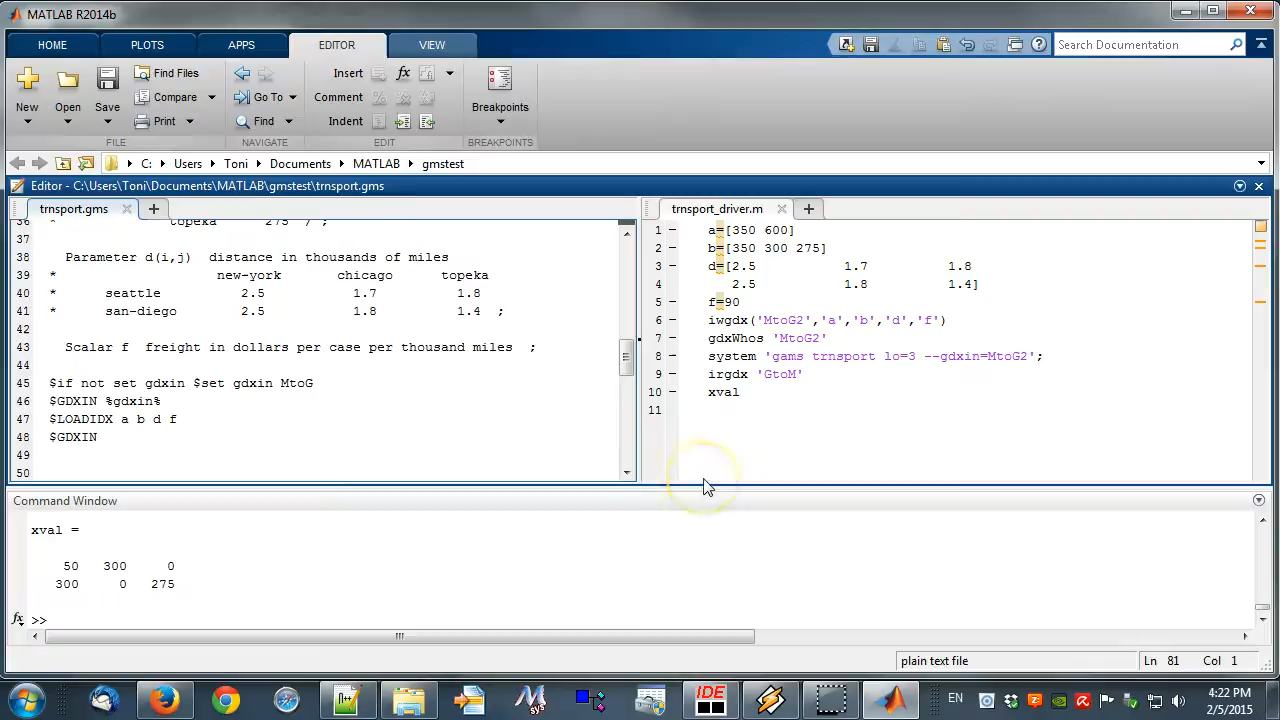 MATLAB R2014b
HOME PLOTS APPS EDITOR VIEW
Search Documentation
New Open Save
Find Files
Compare
Print
Go To
Find
Insert
Comment
Indent
Breakpoints
FILE NAVIGATE EDIT BREAKPOINTS
C: Users Toni Documents MATLAB gmstest
Editor - C:\Users\Toni\Documents\MATLAB\gmstest\trnsport.gms
trnsport.gms
36 * topeka 275 / ;
37
38 Parameter d(i,j) distance in thousands of miles
39 * new-york chicago topeka
40 * seattle 2.5 1.7 1.8
41 * san-diego 2.5 1.8 1.4 ;
42
43 Scalar f freight in dollars per case per thousand miles ;
44
45 $if not set gdxin $set gdxin MtoG
46 $GDXIN %gdxin%
47 $LOADIDX a b d f
48 $GDXIN
49
50
trnsport_driver.m
1 a=[350 600]
2 b=[350 300 275]
3 d=[2.5 1.7 1.8
4 2.5 1.8 1.4]
5 f=90
6 iwgdx('MtoG2','a','b','d','f')
7 gdxWhos 'MtoG2'
8 system 'gams trnsport lo=3 --gdxin=MtoG2';
9 irgdx 'GtoM'
10 xval
11
Command Window
xval =
50 300 0
300 0 275
fx >>
plain text file
Ln 81 Col 1
IDE
EN
4:22 PM
2/5/2015